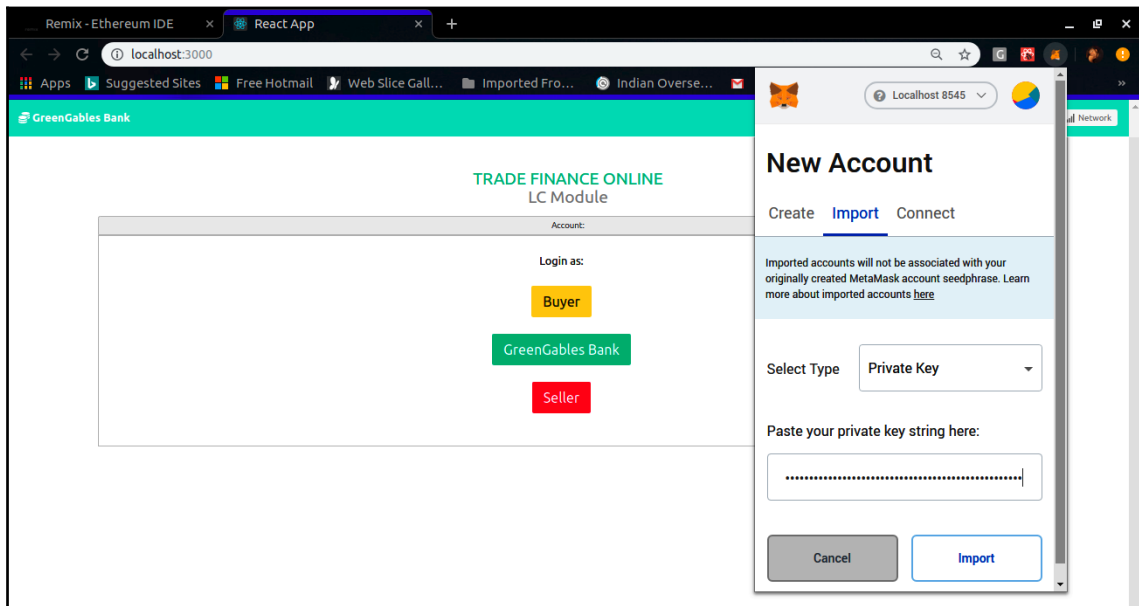 Remix - Ethereum IDE
React App
localhost:3000
Apps Suggested Sites Free Hotmail Web Slice Gall... Imported Fro... Indian Overse...
GreenGables Bank
Network
TRADE FINANCE ONLINE
LC Module
Account:
Login as:
Buyer
GreenGables Bank
Seller
Localhost 8545
New Account
Create Import Connect
Imported accounts will not be associated with your
originally created MetaMask account seedphrase. Learn
more about imported accounts here
Select Type Private Key
Paste your private key string here:
Cancel Import